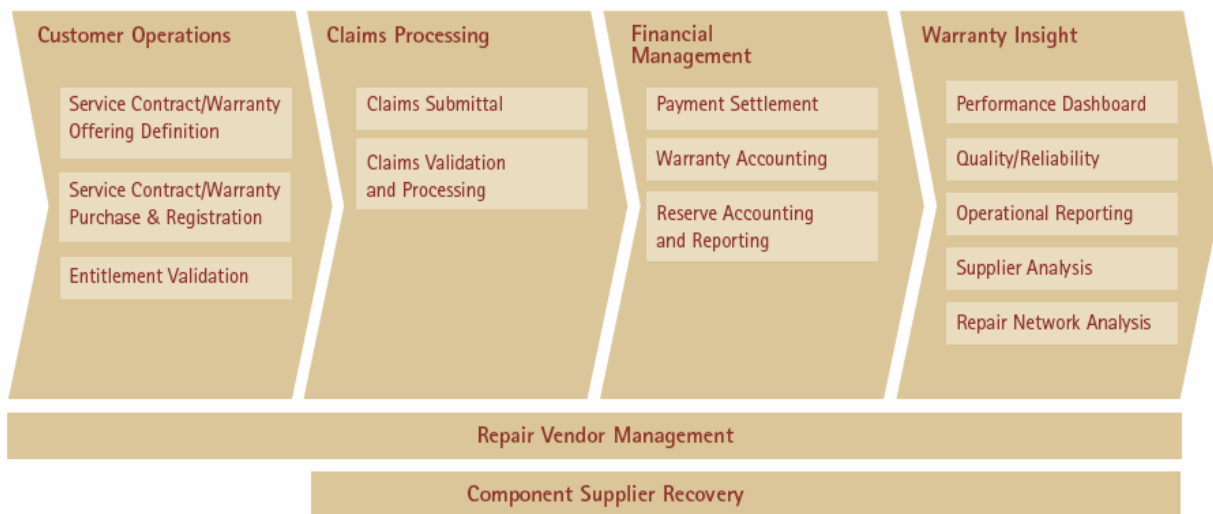 Customer Operations
Service Contract/Warranty
Offering Definition
Service Contract/Warranty
Purchase & Registration
Entitlement Validation
Claims Processing
Claims Submittal
Claims Validation
and Processing
Financial
Management
Payment Settlement
Warranty Accounting
Reserve Accounting
and Reporting
Warranty Insight
Performance Dashboard
Quality/Reliability
Operational Reporting
Supplier Analysis
Repair Network Analysis
Repair Vendor Management
Component Supplier Recovery